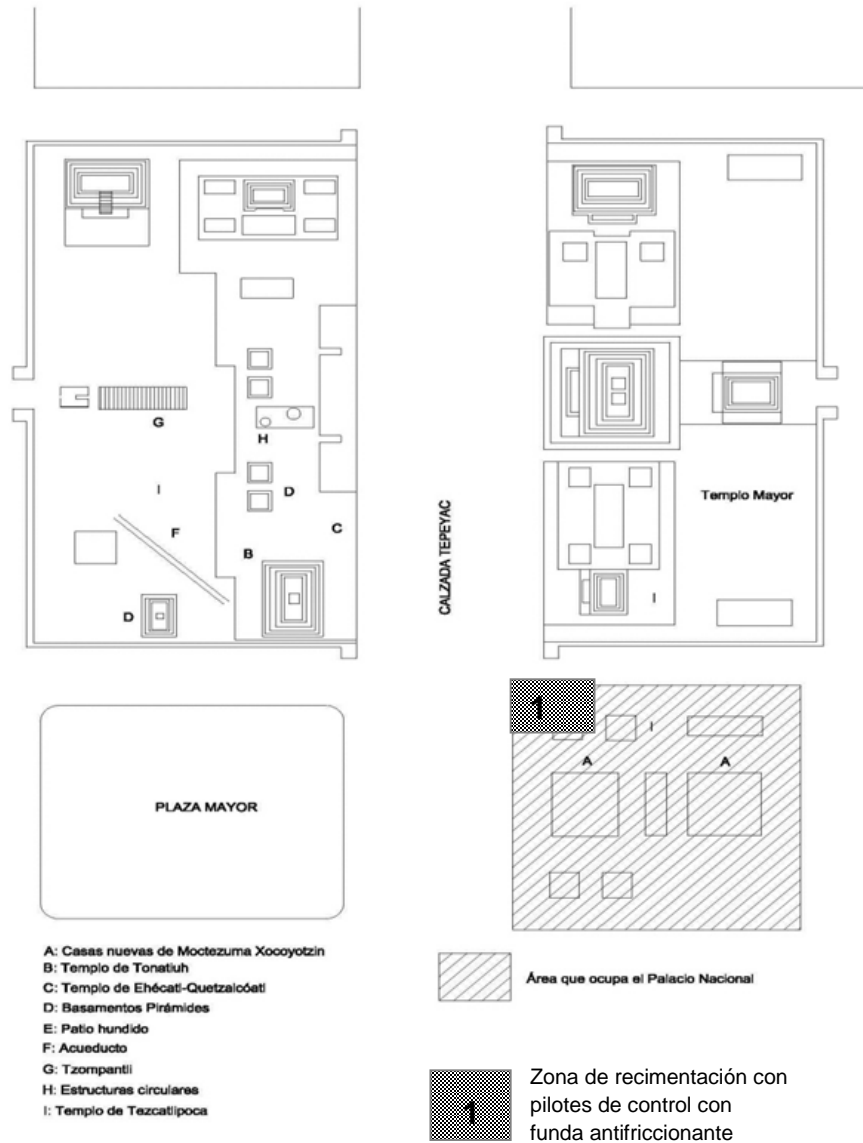 G
H
I
D
C
F
B
D
CALZADA TEPEYAC
Templo Mayor
I
1
I
A
A
PLAZA MAYOR
A: Casas nuevas de Moctezuma Xocoyotzin
B: Templo de Tonatiuh
C: Templo de Ehécatl-Quetzalcóatl
D: Basamentos Pirámides
E: Patio hundido
F: Acueducto
G: Tzompantli
H: Estructuras circulares
I: Templo de Tezcatlipoca
Área que ocupa el Palacio Nacional
1
Zona de recimentación con
pilotes de control con
funda antifriccionante